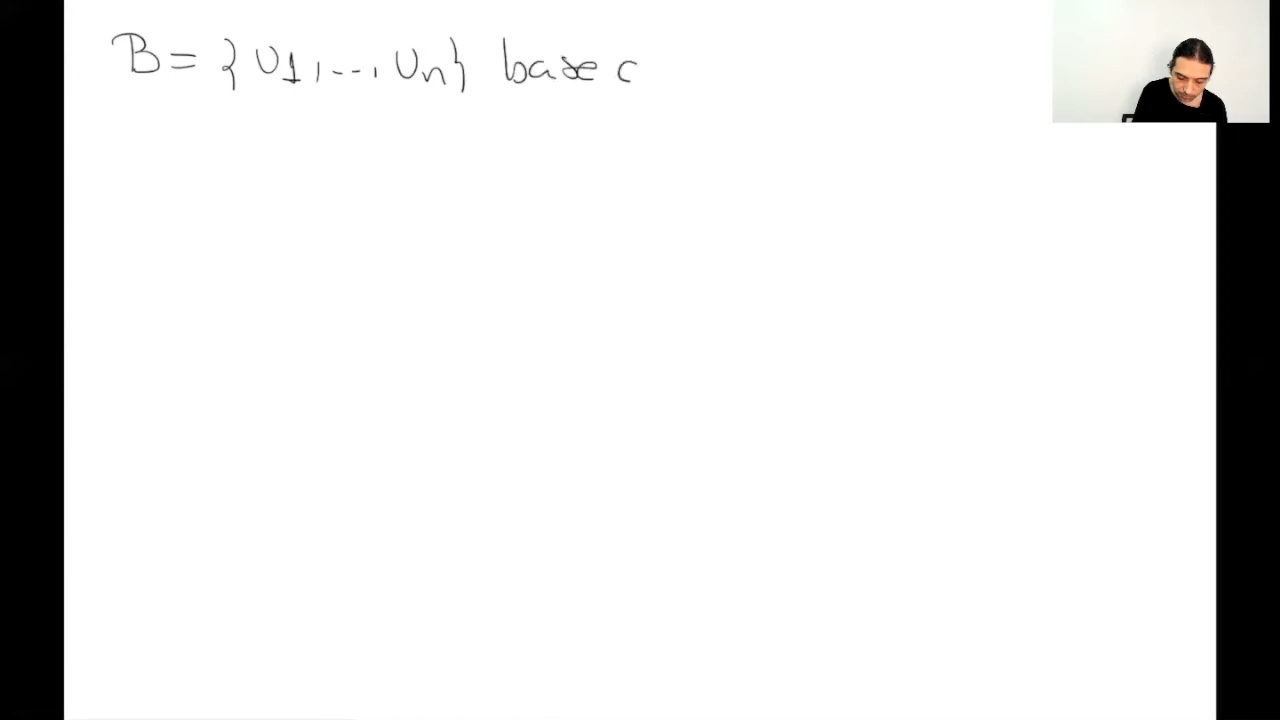 B = {v1, ..., vn} base c